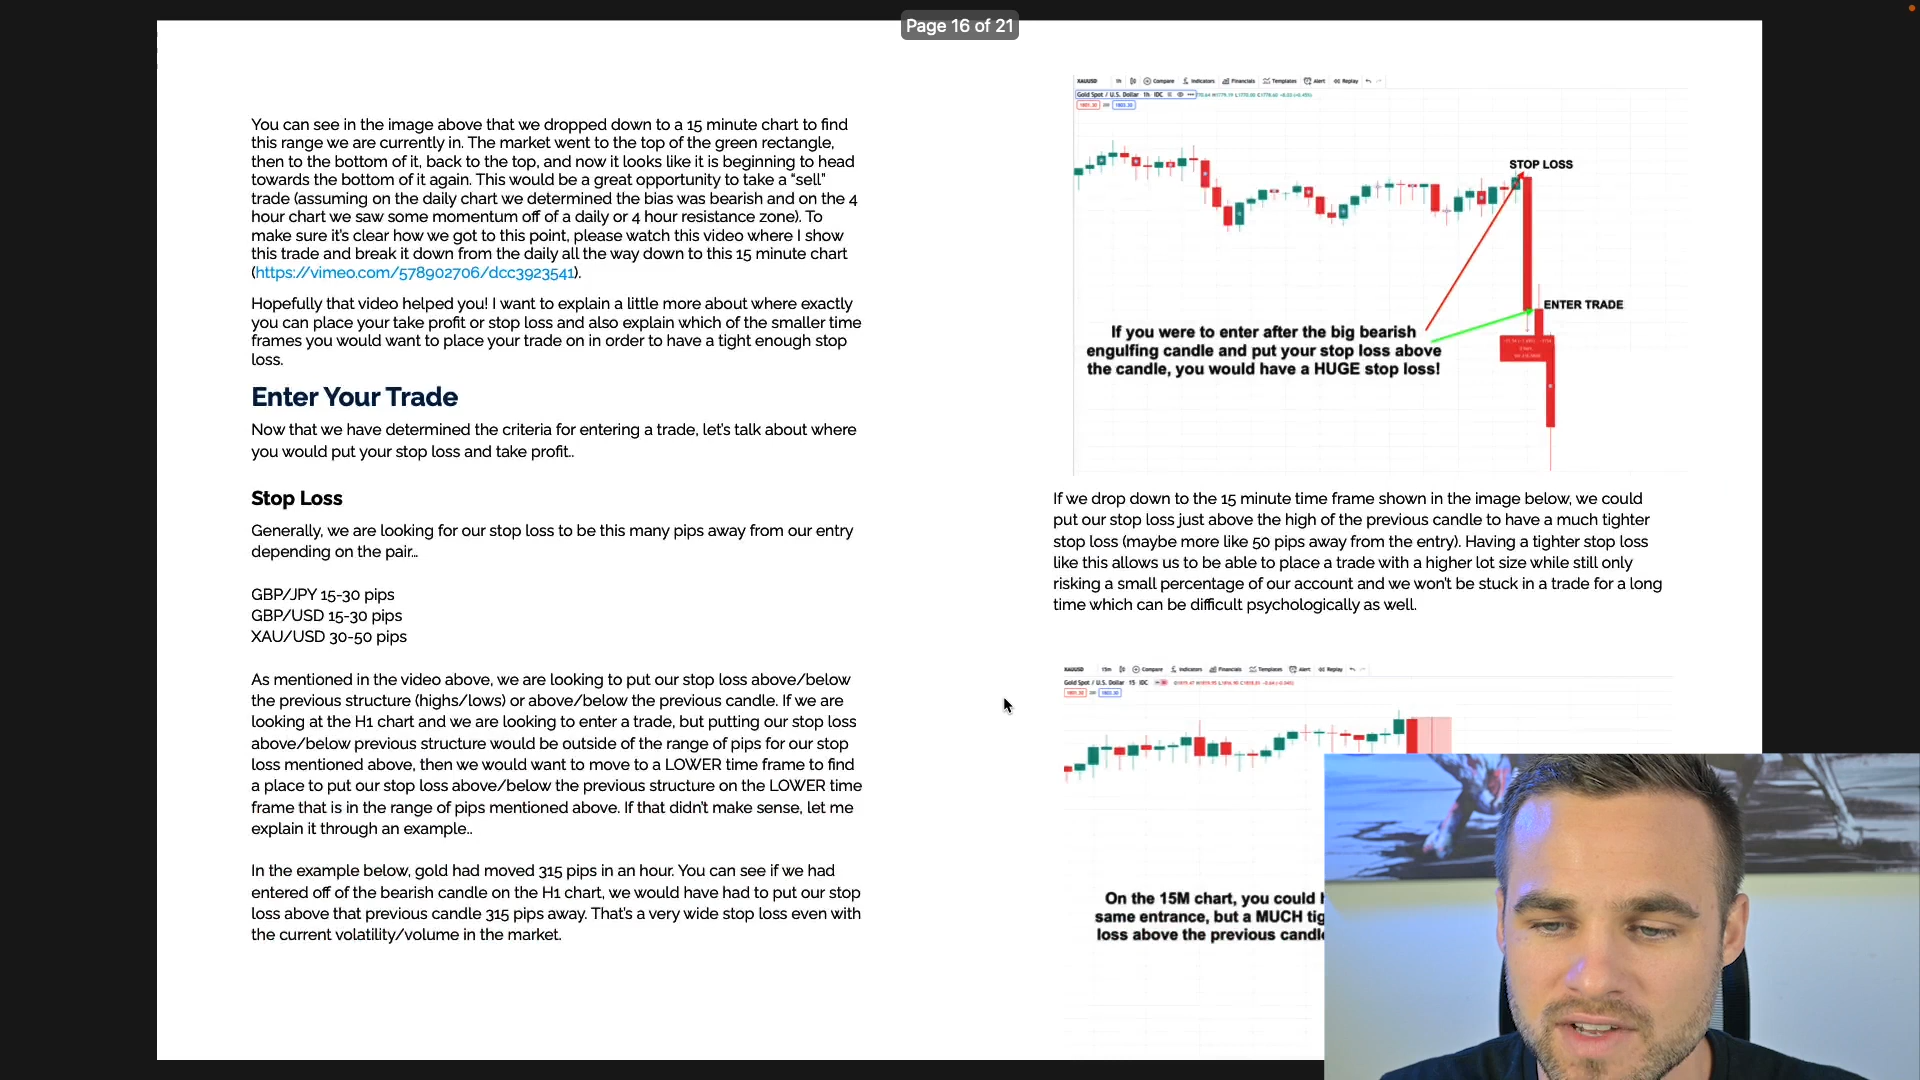 Page 16 of 21
You can see in the image above that we dropped down to a 15 minute chart to find
this range we are currently in. The market went to the top of the green rectangle,
then to the bottom of it, back to the top, and now it looks like it is beginning to head
towards the bottom of it again. This would be a great opportunity to take a “sell”
trade (assuming on the daily chart we determined the bias was bearish and on the 4
hour chart we saw some momentum off of a daily or 4 hour resistance zone). To
make sure it's clear how we got to this point, please watch this video where I show
this trade and break it down from the daily all the way down to this 15 minute chart
(https://vimeo.com/578902706/dcc3923541).
Hopefully that video helped you! I want to explain a little more about where exactly
you can place your take profit or stop loss and also explain which of the smaller time
frames you would want to place your trade on in order to have a tight enough stop
loss.
Enter Your Trade
Now that we have determined the criteria for entering a trade, let's talk about where
you would put your stop loss and take profit..
Stop Loss
Generally, we are looking for our stop loss to be this many pips away from our entry
depending on the pair...
GBP/JPY 15-30 pips
GBP/USD 15-30 pips
XAU/USD 30-50 pips
As mentioned in the video above, we are looking to put our stop loss above/below
the previous structure (highs/lows) or above/below the previous candle. If we are
looking at the H1 chart and we are looking to enter a trade, but putting our stop loss
above/below previous structure would be outside of the range of pips for our stop
loss mentioned above, then we would want to move to a LOWER time frame to find
a place to put our stop loss above/below the previous structure on the LOWER time
frame that is in the range of pips mentioned above. If that didn't make sense, let me
explain it through an example..
In the example below, gold had moved 315 pips in an hour. You can see if we had
entered off of the bearish candle on the H1 chart, we would have had to put our stop
loss above that previous candle 315 pips away. That's a very wide stop loss even with
the current volatility/volume in the market.
XAUUSD 1h Compare Indicators Financials Templates Alert Replay
Gold Spot / U.S. Dollar 1h IDC
STOP LOSS
ENTER TRADE
If you were to enter after the big bearish
engulfing candle and put your stop loss above
the candle, you would have a HUGE stop loss!
If we drop down to the 15 minute time frame shown in the image below, we could
put our stop loss just above the high of the previous candle to have a much tighter
stop loss (maybe more like 50 pips away from the entry). Having a tighter stop loss
like this allows us to be able to place a trade with a higher lot size while still only
risking a small percentage of our account and we won't be stuck in a trade for a long
time which can be difficult psychologically as well.
XAUUSD 15m Compare Indicators Financials Templates Alert Replay
Gold Spot / U.S. Dollar 15 IDC
On the 15M chart, you could
same entrance, but a MUCH tig
loss above the previous candle